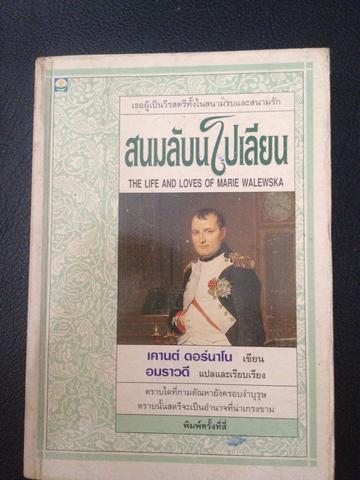 เธอผู้เป็นวีรสตรีทั้งในสนามรบและสนามรัก
สนมลับนโปเลียน
THE LIFE AND LOVES OF MARIE WALEWSKA
เคานต์ ดอร์นาโน เขียน
อมราวดี แปลและเรียบเรียง
ตราบใดที่กามตัณหายังครอบงำบุรุษ
ตราบนั้นสตรีจะเป็นอำนาจที่น่าเกรงขาม
พิมพ์ครั้งที่สี่